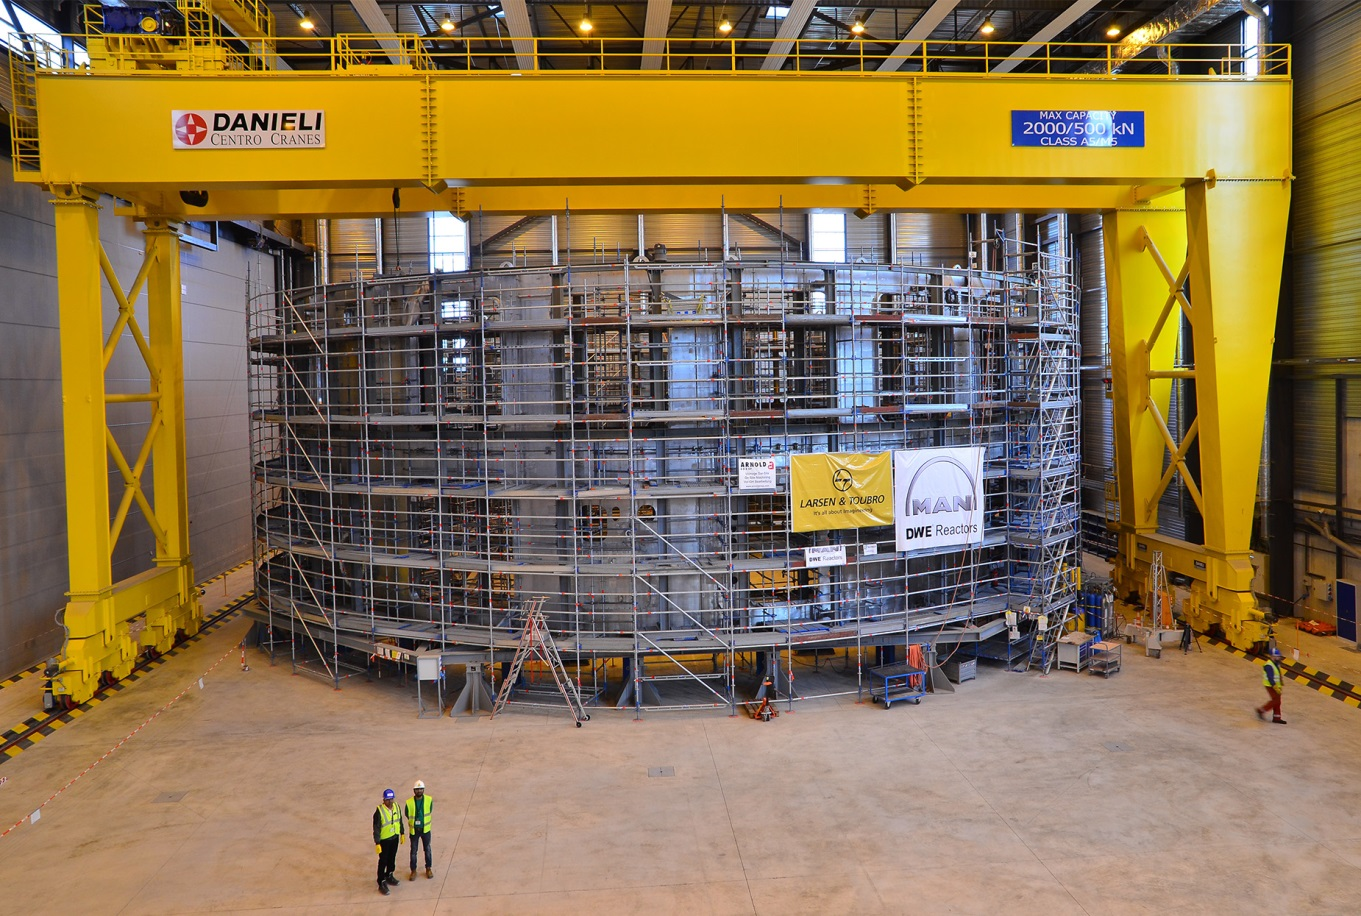 DANIELI
CENTRO CRANES
MAX CAPACITY
2000/500 kN
CLASS A5/M5
ARNOLD
LARSEN & TOUBRO
It's all about Imagineering
MAN
DWE Reactors
MAN
DWE Reactors